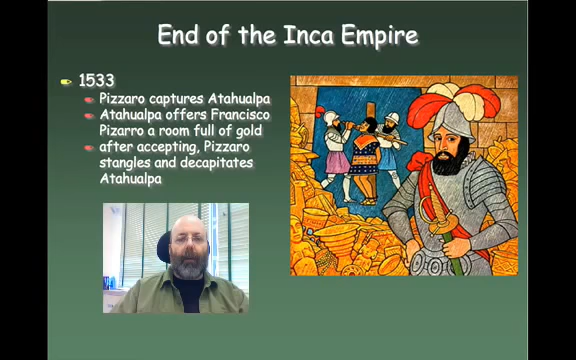 End of the Inca Empire
1533
Pizzaro captures Atahualpa
Atahualpa offers Francisco
Pizarro a room full of gold
after accepting, Pizzaro
stangles and decapitates
Atahualpa